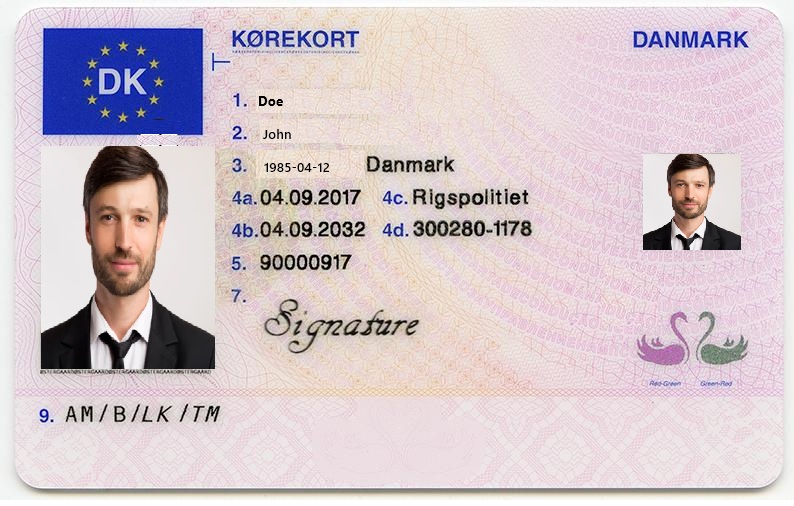 DK
KØREKORT
DANMARK
1. Doe
2. John
3. 1985-04-12 Danmark
4a. 04.09.2017 4c. Rigspolitiet
4b. 04.09.2032 4d. 300280-1178
5. 90000917
7. Signature
Red-Green Green-Red
9. AM/B/LK/TM